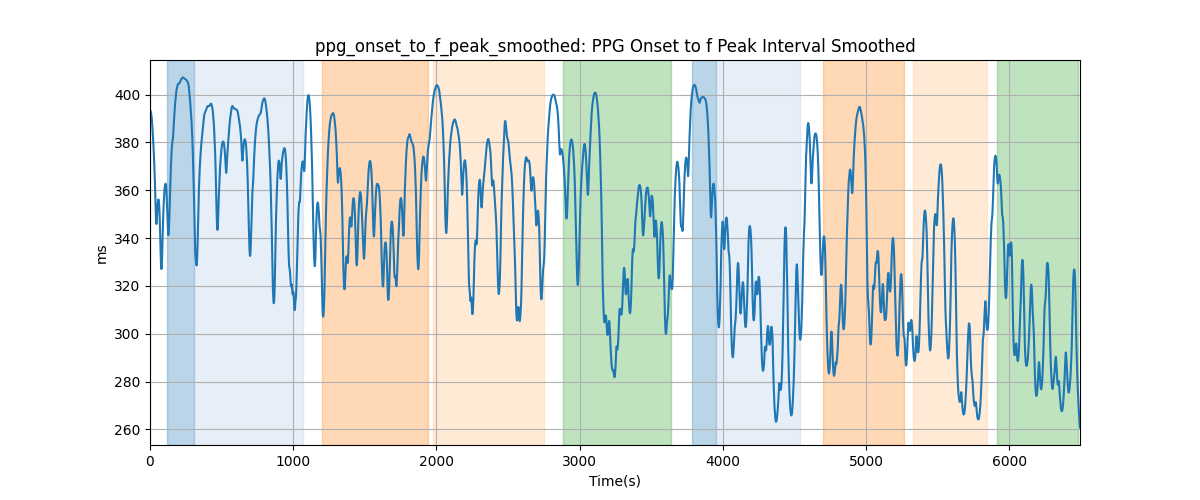 ppg_onset_to_f_peak_smoothed: PPG Onset to f Peak Interval Smoothed
400
380
360
340
320
300
280
260
ms
0 1000 2000 3000 4000 5000 6000
Time(s)